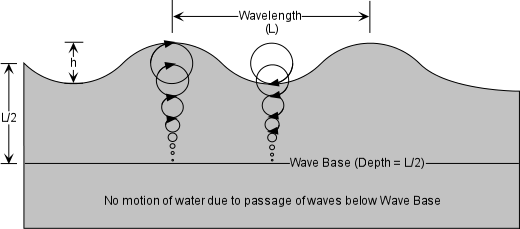 Wavelength
(L)
h
L/2
Wave Base (Depth = L/2)
No motion of water due to passage of waves below Wave Base